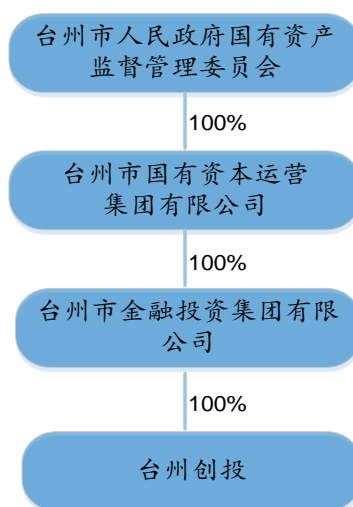 台州市人民政府国有资产
监督管理委员会
100%
台州市国有资本运营
集团有限公司
100%
台州市金融投资集团有限
公司
100%
台州创投